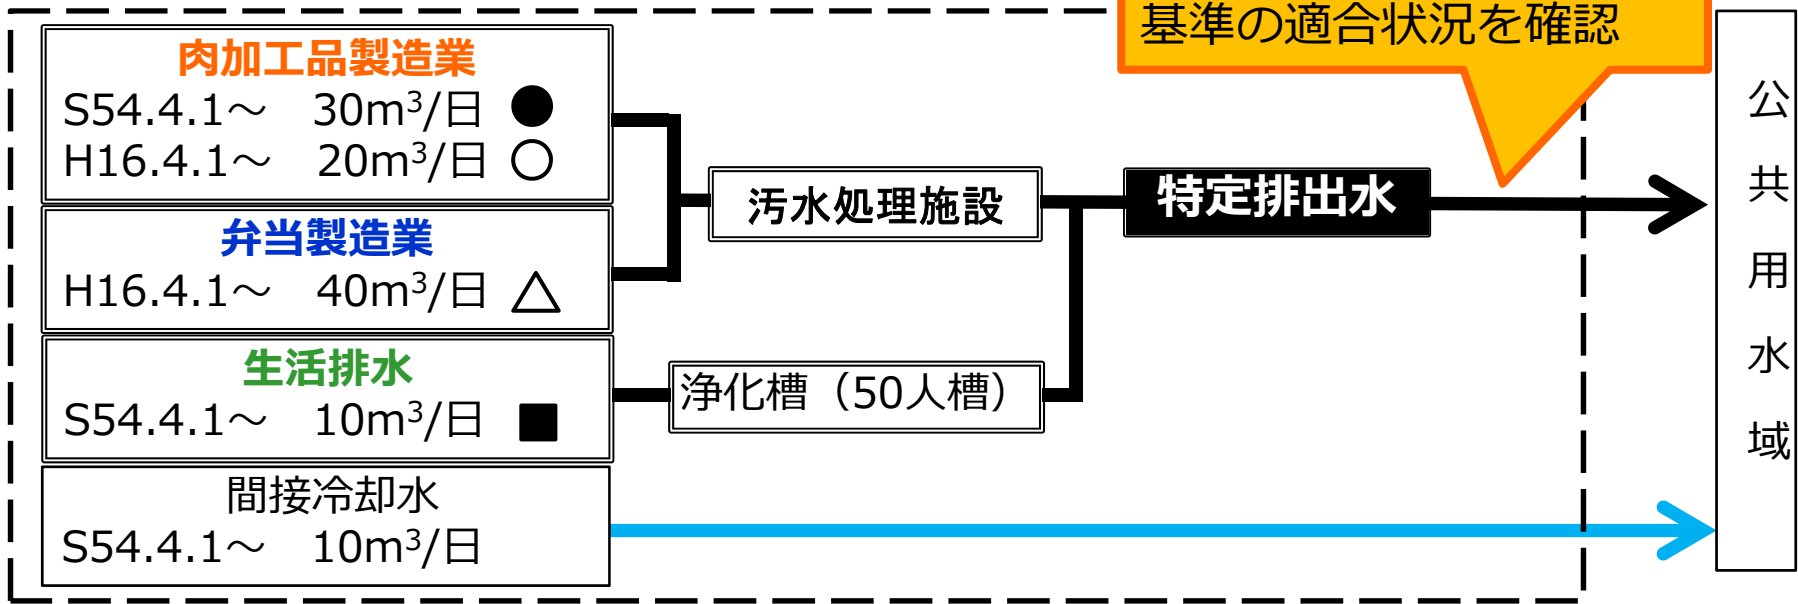 基準の適合状況を確認
肉加工品製造業
S54.4.1～　30m³/日 ●
H16.4.1～　20m³/日 ○
弁当製造業
H16.4.1～　40m³/日 △
生活排水
S54.4.1～　10m³/日 ■
間接冷却水
S54.4.1～　10m³/日
汚水処理施設
浄化槽（50人槽）
特定排出水
公共用水域